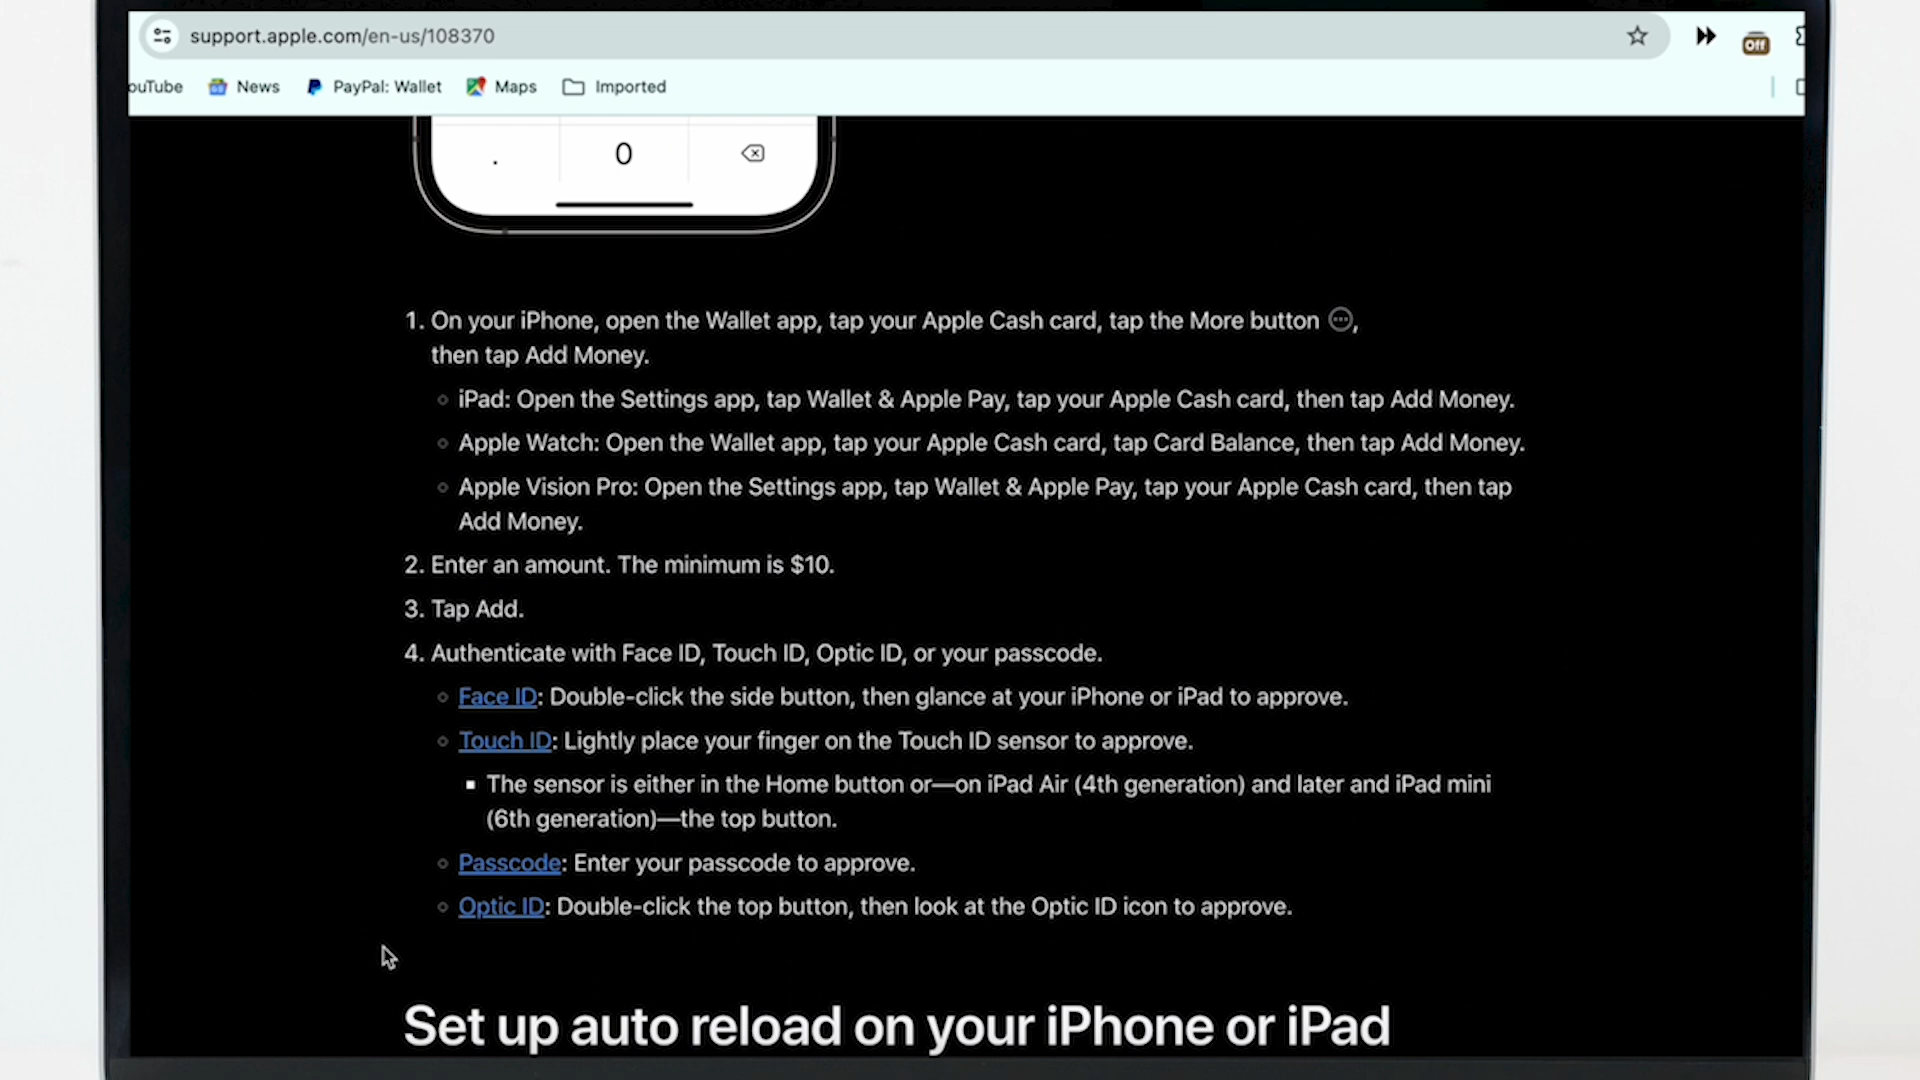 support.apple.com/en-us/108370
Off
ouTube News PayPal: Wallet Maps Imported
. 0
1. On your iPhone, open the Wallet app, tap your Apple Cash card, tap the More button ,
then tap Add Money.
iPad: Open the Settings app, tap Wallet & Apple Pay, tap your Apple Cash card, then tap Add Money.
Apple Watch: Open the Wallet app, tap your Apple Cash card, tap Card Balance, then tap Add Money.
Apple Vision Pro: Open the Settings app, tap Wallet & Apple Pay, tap your Apple Cash card, then tap
Add Money.
2. Enter an amount. The minimum is $10.
3. Tap Add.
4. Authenticate with Face ID, Touch ID, Optic ID, or your passcode.
Face ID: Double-click the side button, then glance at your iPhone or iPad to approve.
Touch ID: Lightly place your finger on the Touch ID sensor to approve.
The sensor is either in the Home button or—on iPad Air (4th generation) and later and iPad mini
(6th generation)—the top button.
Passcode: Enter your passcode to approve.
Optic ID: Double-click the top button, then look at the Optic ID icon to approve.
Set up auto reload on your iPhone or iPad